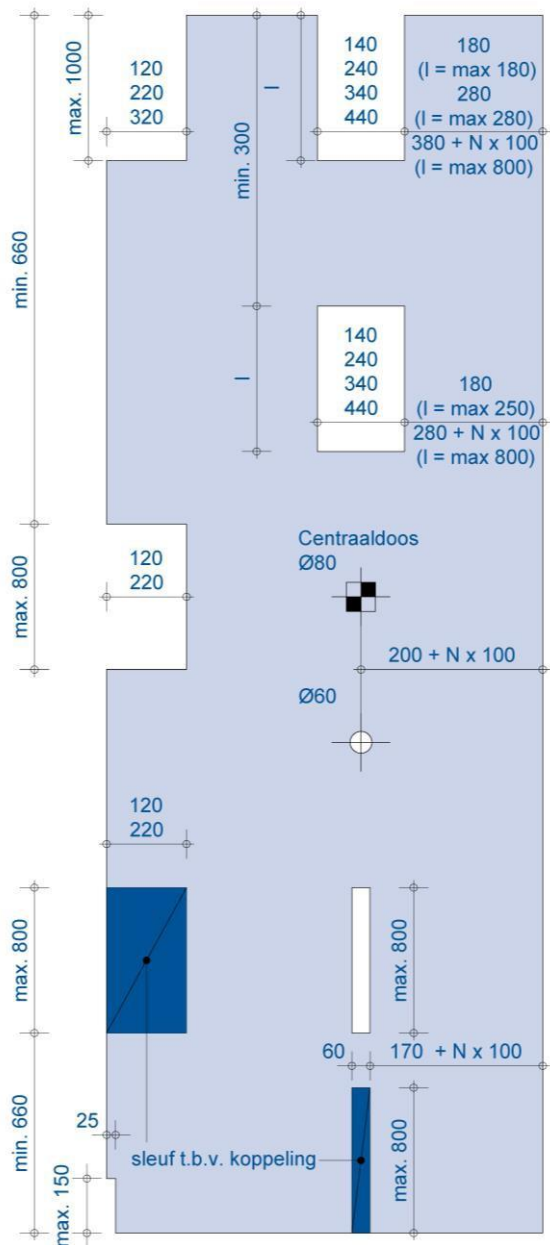 max. 1000
120
220
320
l
140
240
340
440
180
(l = max 180)
280
(l = max 280)
380 + N x 100
(l = max 800)
min. 300
min. 660
l
140
240
340
440
180
(l = max 250)
280 + N x 100
(l = max 800)
max. 800
120
220
Centraaldoos
Ø80
200 + N x 100
Ø60
120
220
max. 800
max. 800
60
170 + N x 100
min. 660
25
sleuf t.b.v. koppeling
max. 800
max. 150